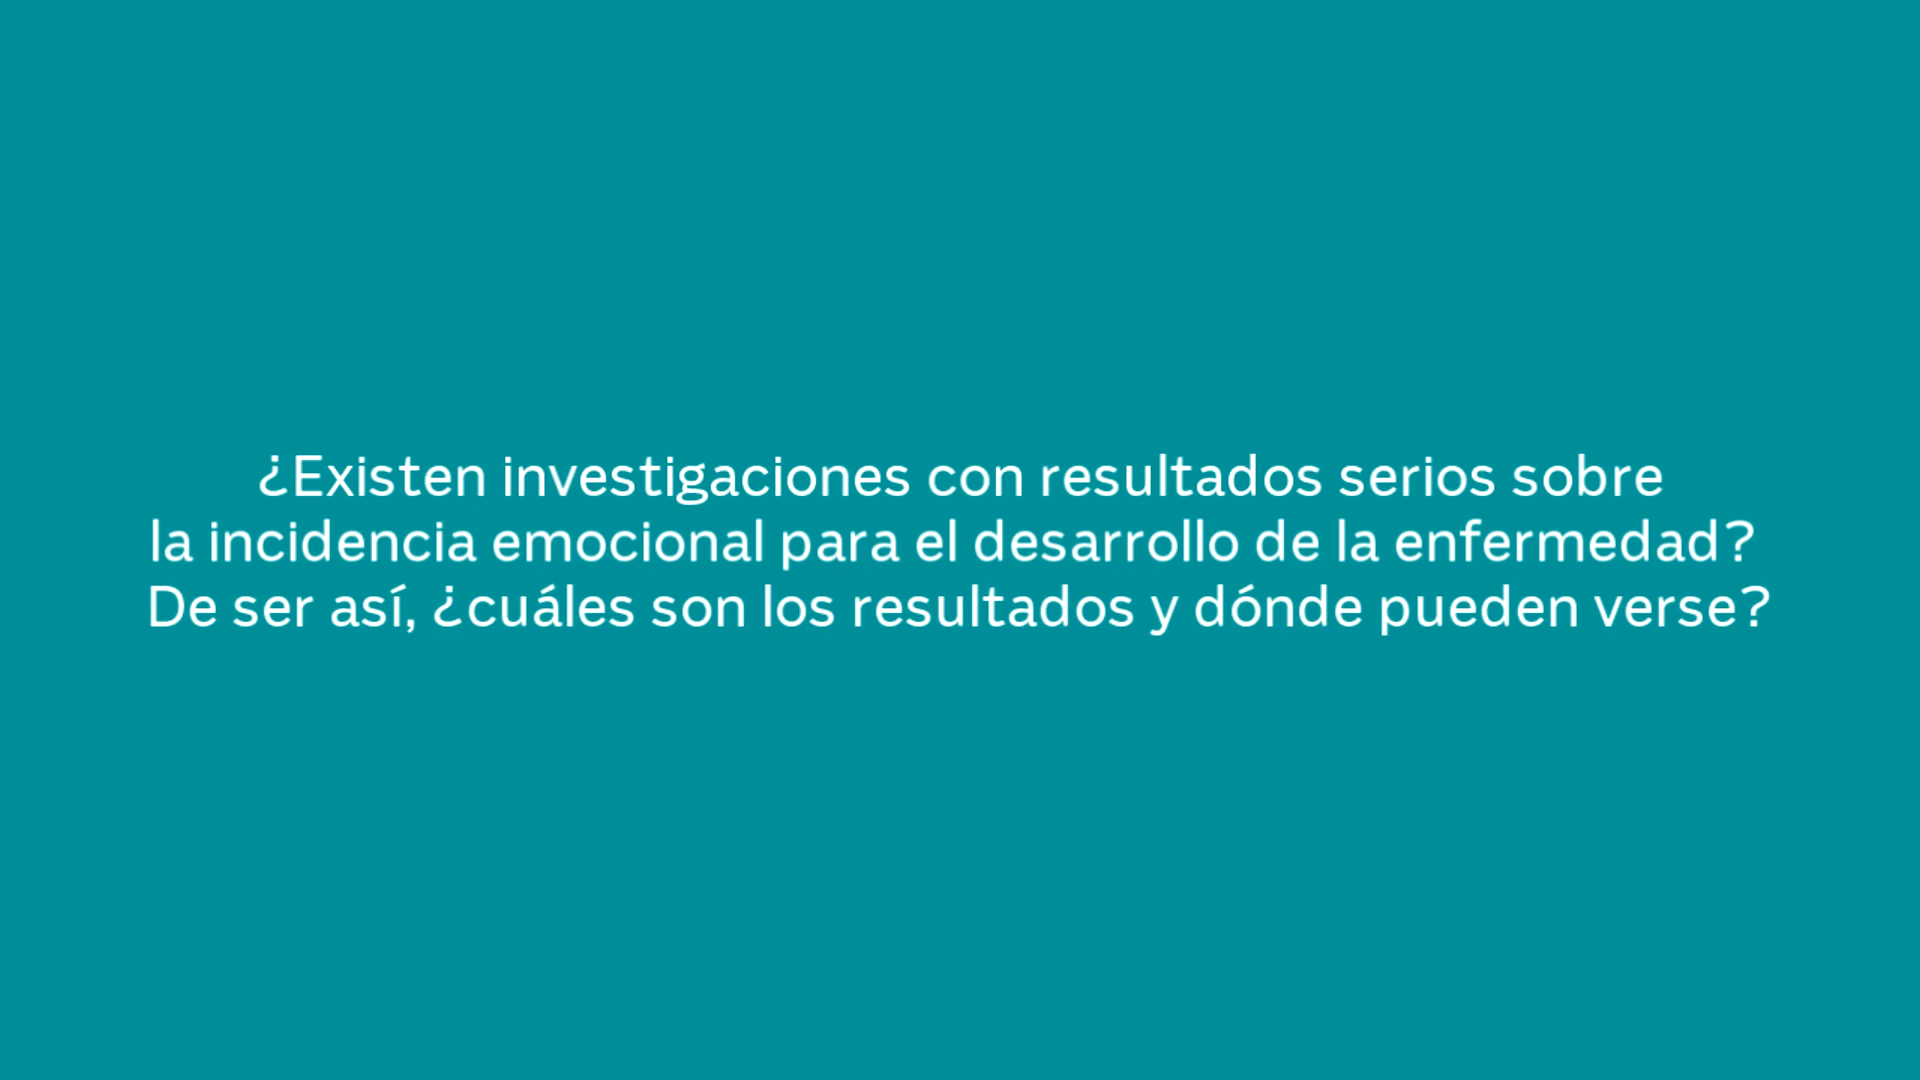 ¿Existen investigaciones con resultados serios sobre
la incidencia emocional para el desarrollo de la enfermedad?
De ser así, ¿cuáles son los resultados y dónde pueden verse?